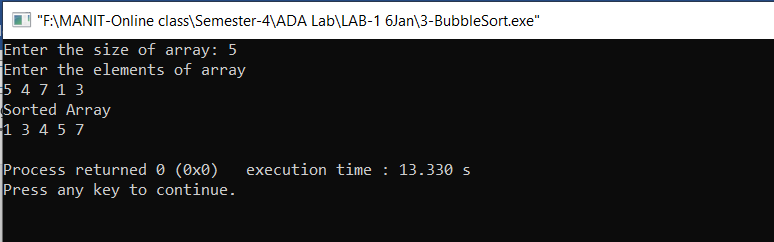 "F:\MANIT-Online class\Semester-4\ADA Lab\LAB-1 6Jan\3-BubbleSort.exe"
Enter the size of array: 5
Enter the elements of array
5 4 7 1 3
Sorted Array
1 3 4 5 7
Process returned 0 (0x0)   execution time : 13.330 s
Press any key to continue.